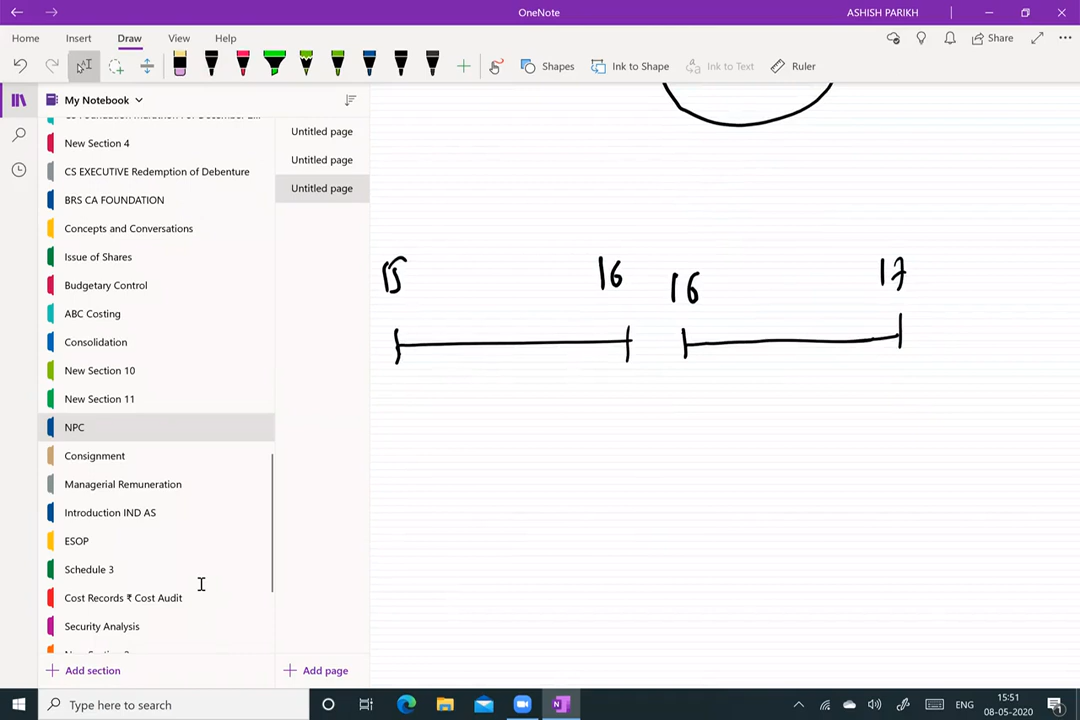 OneNote
ASHISH PARIKH
Home Insert Draw View Help
Share
Shapes Ink to Shape Ink to Text Ruler
My Notebook
New Section 4
CS EXECUTIVE Redemption of Debenture
BRS CA FOUNDATION
Concepts and Conversations
Issue of Shares
Budgetary Control
ABC Costing
Consolidation
New Section 10
New Section 11
NPC
Consignment
Managerial Remuneration
Introduction IND AS
ESOP
Schedule 3
Cost Records ₹ Cost Audit
Security Analysis
Add section
Untitled page
Untitled page
Untitled page
Add page
15 16 16 17
Type here to search
ENG
15:51
08-05-2020
1